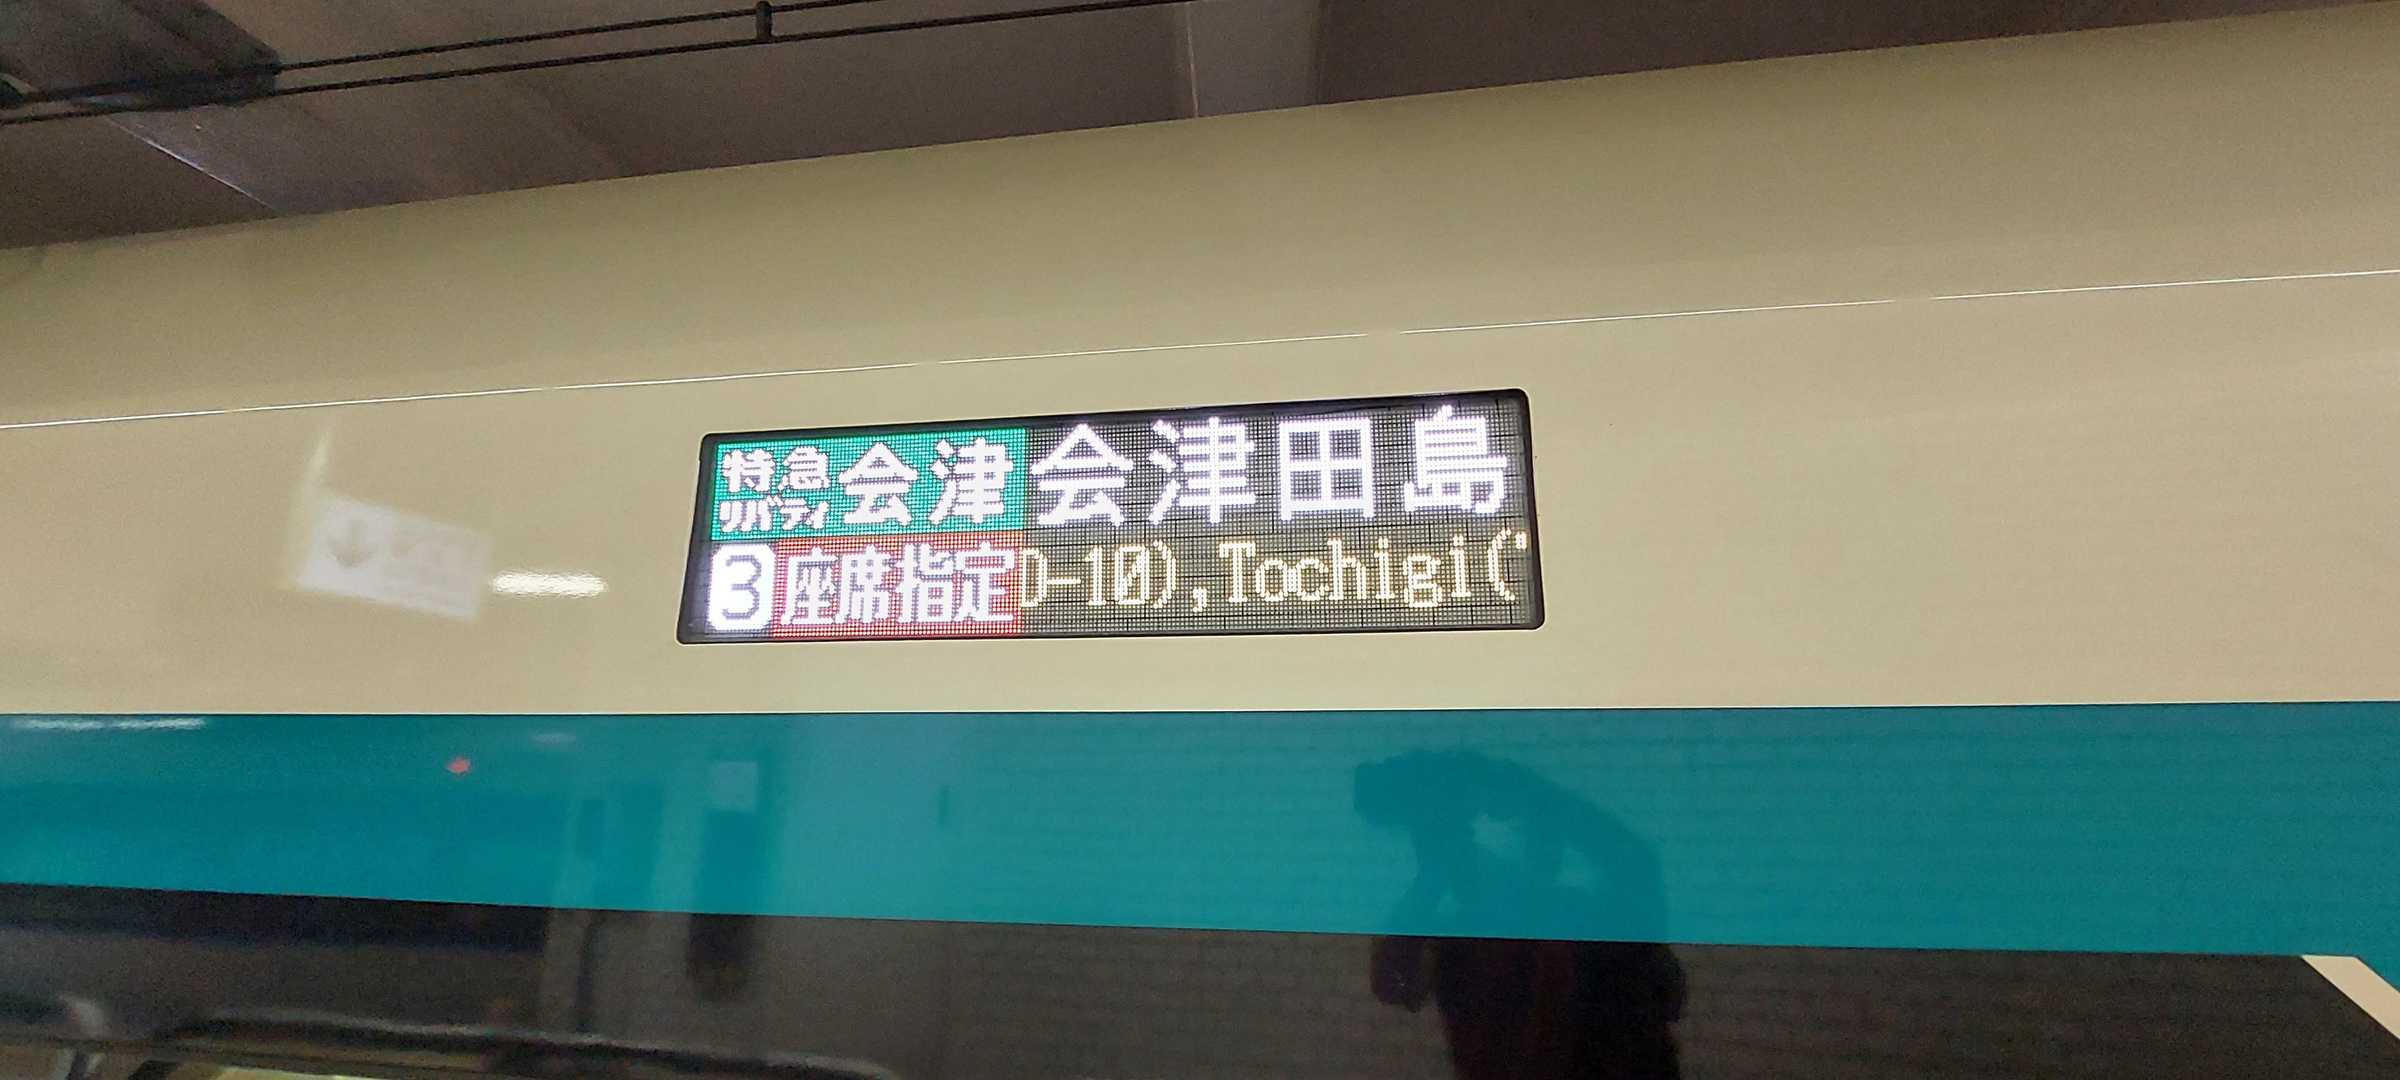 特急 リバティ 会津 会津田島
3 座席指定 D-10),Tochigi(